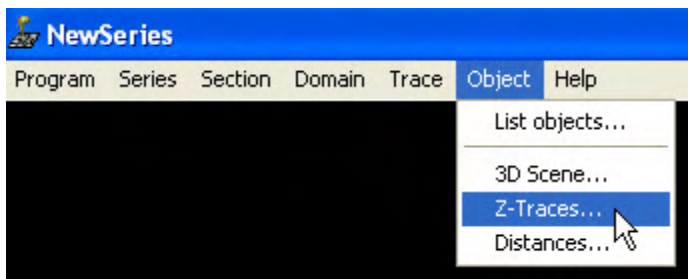 NewSeries
Program Series Section Domain Trace Object Help
List objects...
3D Scene...
Z-Traces...
Distances...